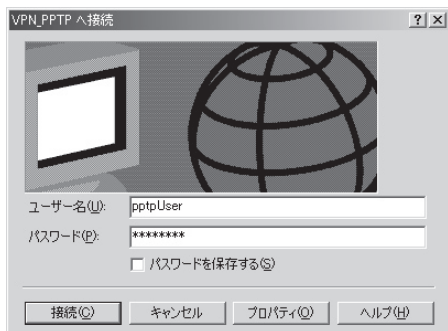 VPN_PPTP へ接続
ユーザー名(U): pptpUser
パスワード(P): ********
パスワードを保存する(S)
接続(C) キャンセル プロパティ(O) ヘルプ(H)